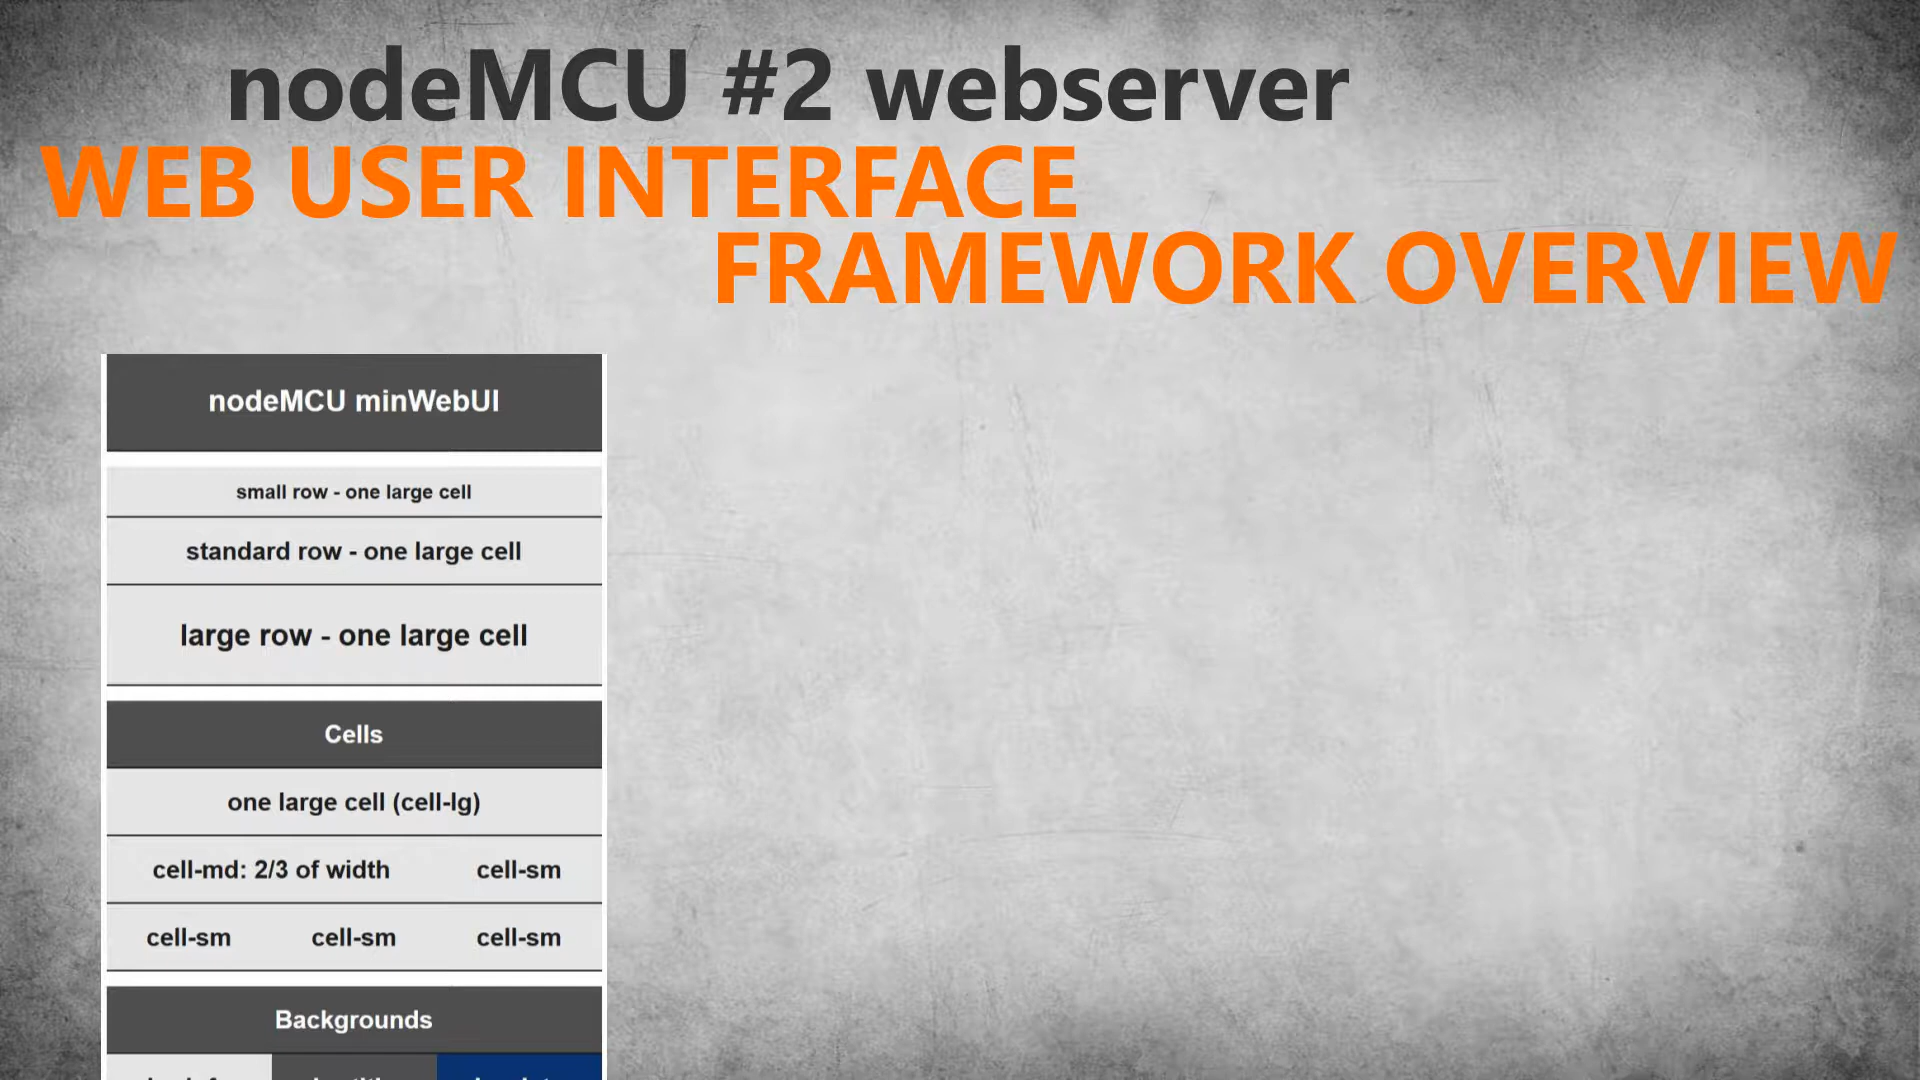 nodeMCU #2 webserver
WEB USER INTERFACE
FRAMEWORK OVERVIEW
nodeMCU minWebUI
small row - one large cell
standard row - one large cell
large row - one large cell
Cells
one large cell (cell-lg)
cell-md: 2/3 of width cell-sm
cell-sm cell-sm cell-sm
Backgrounds